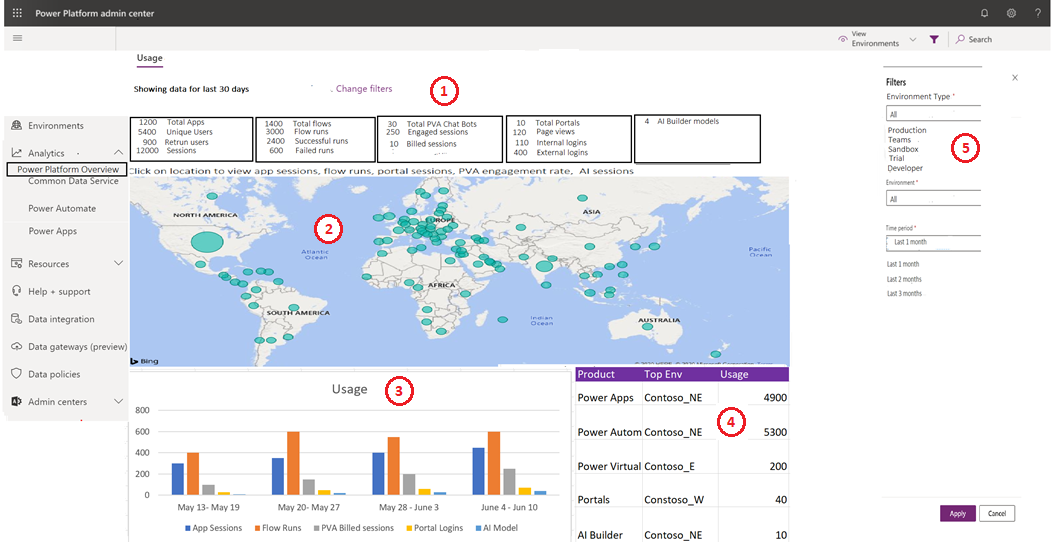 Power Platform admin center
View
Environments
Search
Usage
Showing data for last 30 days
Change filters
1
1200 Total Apps
5400 Unique Users
900 Retrun users
12000 Sessions
1400 Total flows
3000 Flow runs
2400 Successful runs
600 Failed runs
30 Total PVA Chat Bots
250 Engaged sessions
10 Billed sessions
10 Total Portals
120 Page views
110 Internal logins
400 External logins
4 AI Builder models
Click on location to view app sessions, flow runs, portal sessions, PVA engagement rate, AI sessions
Environments
Analytics
Power Platform Overview
Common Data Service
Power Automate
Power Apps
Resources
Help + support
Data integration
Data gateways (preview)
Data policies
Admin centers
2
NORTH AMERICA
EUROPE
ASIA
Atlantic
Ocean
Pacific
Ocean
AFRICA
SOUTH AMERICA
Indian
Ocean
AUSTRALIA
Bing
Usage
3
800
600
400
200
0
May 13- May 19
May 20- May-27
May 28 - June 3
June 4 - Jun 10
App Sessions
Flow Runs
PVA Billed sessions
Portal Logins
AI Model
Product Top Env Usage
Power Apps Contoso_NE 4900
Power Autom Contoso_NE 5300
Power Virtual Contoso_E 200
Portals Constoso_W 40
AI Builder Contoso_NE 10
4
Filters
Environment Type *
All
Production
Teams
Sandbox
Trial
Developer
5
Environment *
All
Time period *
Last 1 month
Last 1 month
Last 2 months
Last 3 months
Apply
Cancel